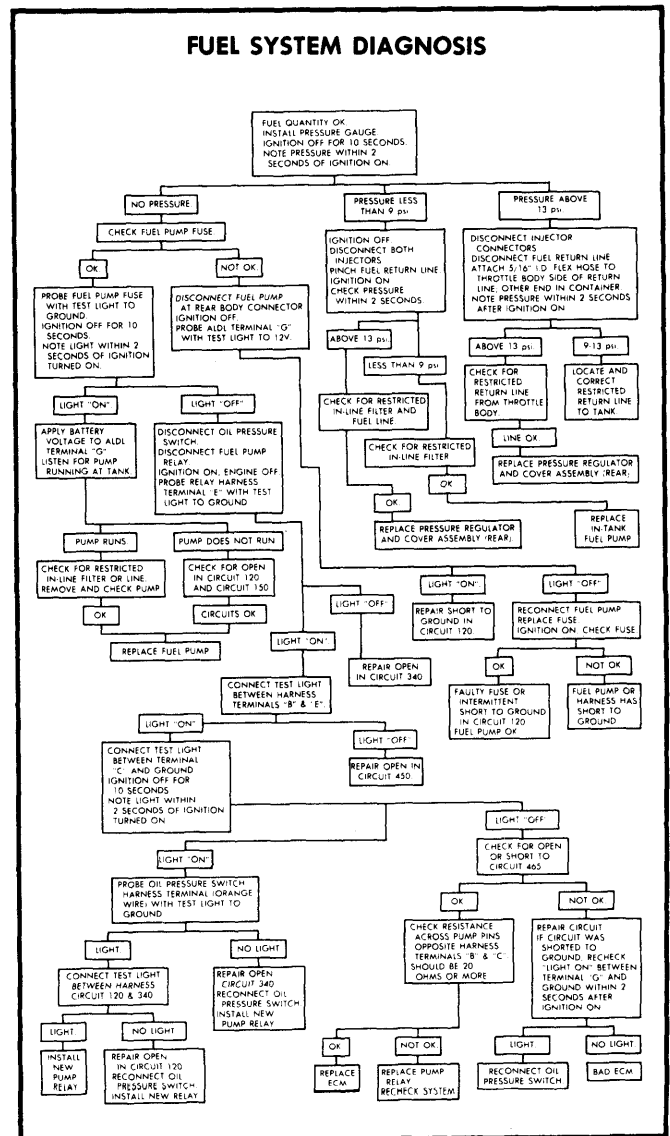 FUEL SYSTEM DIAGNOSIS
FUEL QUANTITY OK.
INSTALL PRESSURE GAUGE
IGNITION OFF FOR 10 SECONDS.
NOTE PRESSURE WITHIN 2
SECONDS OF IGNITION ON
NO PRESSURE.
PRESSURE LESS
THAN 9 psi
PRESSURE ABOVE
13 psi
CHECK FUEL PUMP FUSE
OK
NOT OK.
PROBE FUEL PUMP FUSE
WITH TEST LIGHT TO
GROUND.
IGNITION OFF FOR 10
SECONDS.
NOTE LIGHT WITHIN 2
SECONDS OF IGNITION
TURNED ON.
DISCONNECT FUEL PUMP
AT REAR BODY CONNECTOR
IGNITION OFF.
PROBE ALDL TERMINAL "G"
WITH TEST LIGHT TO 12V.
IGNITION OFF
DISCONNECT BOTH
INJECTORS
PINCH FUEL RETURN LINE
IGNITION ON
CHECK PRESSURE
WITHIN 2 SECONDS.
DISCONNECT INJECTOR
CONNECTORS
DISCONNECT FUEL RETURN LINE
ATTACH 5/16" I.D. FLEX HOSE TO
THROTTLE BODY SIDE OF RETURN
LINE, OTHER END IN CONTAINER
NOTE PRESSURE WITHIN 2 SECONDS
AFTER IGNITION ON
ABOVE 13 psi.
LESS THAN 9 psi
ABOVE 13 psi.
9-13 psi.
CHECK FOR
RESTRICTED
RETURN LINE
FROM THROTTLE
BODY.
LOCATE AND
CORRECT
RESTRICTED
RETURN LINE
TO TANK.
LIGHT "ON".
LIGHT "OFF"
CHECK FOR RESTRICTED
IN-LINE FILTER AND
FUEL LINE.
LINE OK.
APPLY BATTERY
VOLTAGE TO ALDL
TERMINAL "G"
LISTEN FOR PUMP
RUNNING AT TANK.
DISCONNECT OIL PRESSURE
SWITCH.
DISCONNECT FUEL PUMP
RELAY.
IGNITION ON, ENGINE OFF
PROBE RELAY HARNESS
TERMINAL "E" WITH TEST
LIGHT TO GROUND
CHECK FOR RESTRICTED
IN-LINE FILTER
REPLACE PRESSURE REGULATOR
AND COVER ASSEMBLY (REAR)
OK
OK
REPLACE PRESSURE REGULATOR
AND COVER ASSEMBLY (REAR).
REPLACE
IN-TANK
FUEL PUMP
PUMP RUNS.
PUMP DOES NOT RUN
CHECK FOR RESTRICTED
IN-LINE FILTER OR LINE.
REMOVE AND CHECK PUMP
CHECK FOR OPEN
IN CIRCUIT 120
AND CIRCUIT 150
LIGHT "ON".
LIGHT "OFF"
LIGHT "OFF".
OK
CIRCUITS OK
REPAIR SHORT TO
GROUND IN
CIRCUIT 120.
RECONNECT FUEL PUMP
REPLACE FUSE
IGNITION ON, CHECK FUSE
REPLACE FUEL PUMP
LIGHT "ON".
REPAIR OPEN
IN CIRCUIT 340
OK
NOT OK
CONNECT TEST LIGHT
BETWEEN HARNESS
TERMINALS "B" & "E".
FAULTY FUSE OR
INTERMITTENT
SHORT TO GROUND
IN CIRCUIT 120
FUEL PUMP OK
FUEL PUMP OR
HARNESS HAS
SHORT TO
GROUND
LIGHT "ON"
LIGHT "OFF"
CONNECT TEST LIGHT
BETWEEN TERMINAL
"C" AND GROUND
IGNITION OFF FOR
10 SECONDS
NOTE LIGHT WITHIN
2 SECONDS OF IGNITION
TURNED ON
REPAIR OPEN IN
CIRCUIT 450.
LIGHT "OFF"
CHECK FOR OPEN
OR SHORT TO
CIRCUIT 465
LIGHT "ON"
PROBE OIL PRESSURE SWITCH
HARNESS TERMINAL (ORANGE
WIRE) WITH TEST LIGHT TO
GROUND
OK
NOT OK.
CHECK RESISTANCE
ACROSS PUMP PINS
OPPOSITE HARNESS
TERMINALS "B" & "C".
SHOULD BE 20
OHMS OR MORE
REPAIR CIRCUIT
IF CIRCUIT WAS
SHORTED TO
GROUND, RECHECK
"LIGHT ON" BETWEEN
TERMINAL "G" AND
GROUND WITHIN 2
SECONDS AFTER
IGNITION ON
LIGHT.
NO LIGHT
CONNECT TEST LIGHT
BETWEEN HARNESS
CIRCUIT 120 & 340
REPAIR OPEN
CIRCUIT 340
RECONNECT OIL
PRESSURE SWITCH.
INSTALL NEW
PUMP RELAY
LIGHT
NO LIGHT
INSTALL
NEW
PUMP
RELAY
REPAIR OPEN
IN CIRCUIT 120
RECONNECT OIL
PRESSURE SWITCH.
INSTALL NEW RELAY
OK
NOT OK.
LIGHT.
NO LIGHT.
REPLACE
ECM
REPLACE PUMP
RELAY
RECHECK SYSTEM
RECONNECT OIL
PRESSURE SWITCH.
BAD ECM